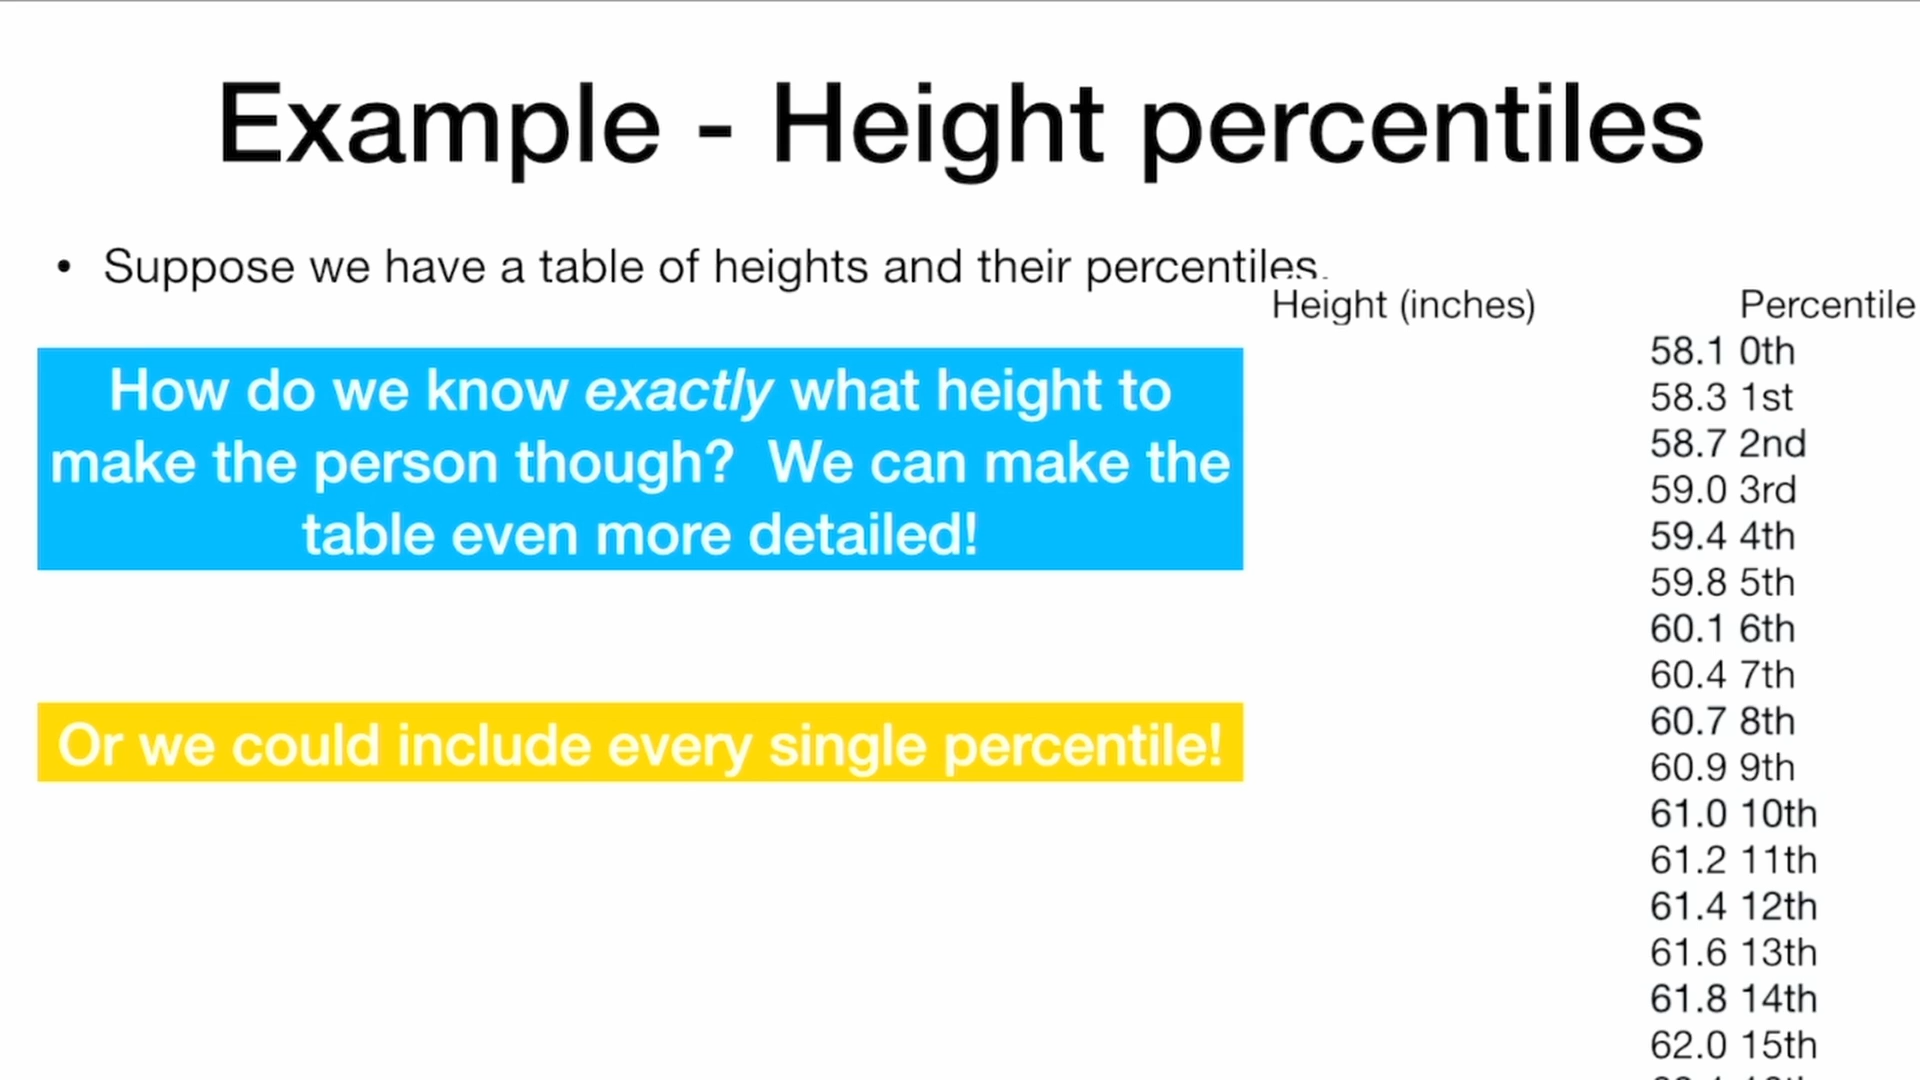 Example - Height percentiles
• Suppose we have a table of heights and their percentiles.
Height (inches) Percentile
How do we know exactly what height to
make the person though?  We can make the
table even more detailed!
Or we could include every single percentile!
58.1 0th
58.3 1st
58.7 2nd
59.0 3rd
59.4 4th
59.8 5th
60.1 6th
60.4 7th
60.7 8th
60.9 9th
61.0 10th
61.2 11th
61.4 12th
61.6 13th
61.8 14th
62.0 15th